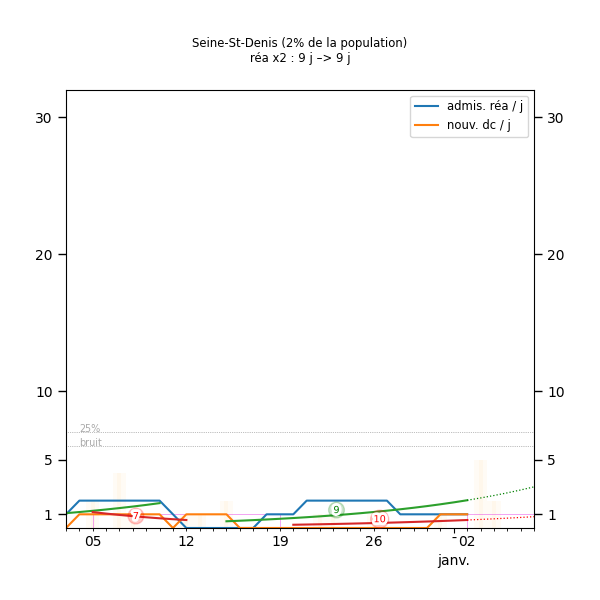 Seine-St-Denis (2% de la population)
réa x2 : 9 j –> 9 j
admis. réa / j
nouv. dc / j
30 30
20 20
10 10
25%
bruit
5 5
1 1
7 9 10
05 12 19 26 02
janv.